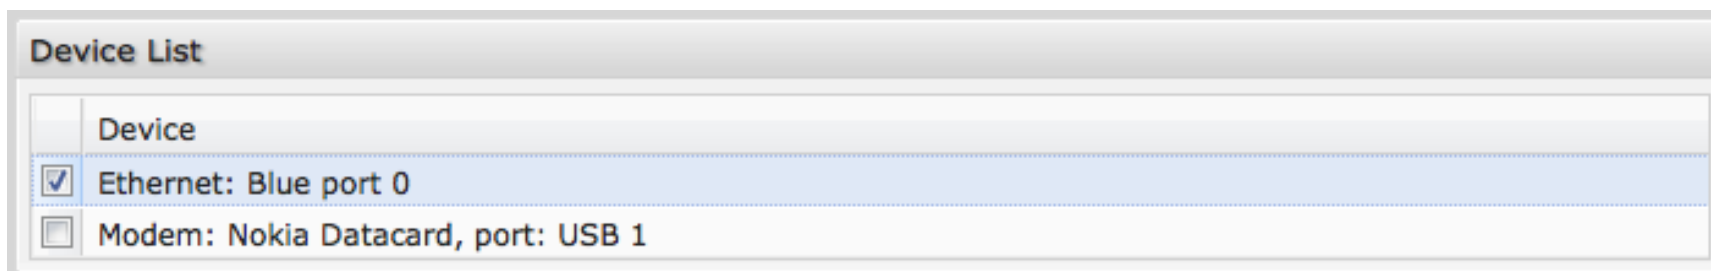 Device List
Device
Ethernet: Blue port 0
Modem: Nokia Datacard, port: USB 1